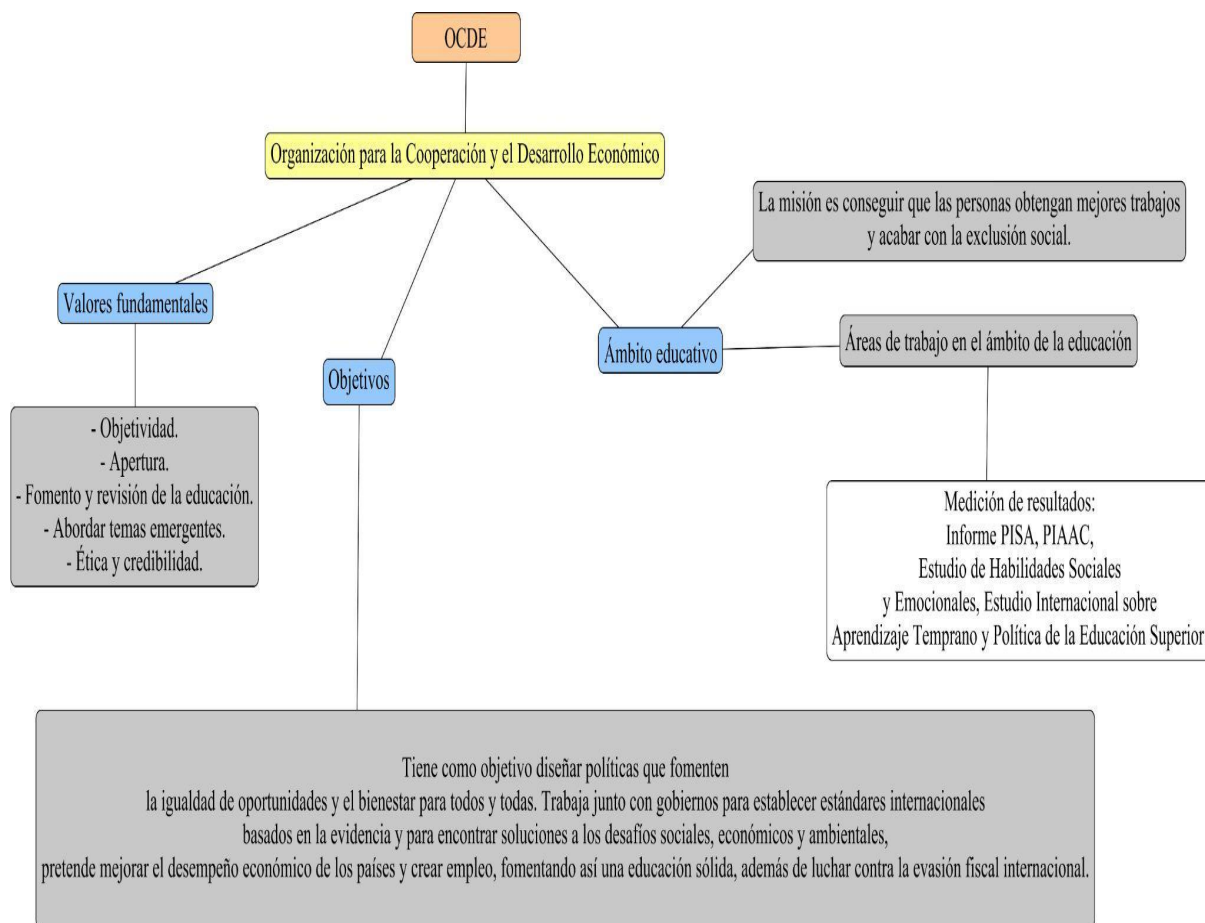 OCDE
Organización para la Cooperación y el Desarrollo Económico
La misión es conseguir que las personas obtengan mejores trabajos
y acabar con la exclusión social.
Valores fundamentales
Ámbito educativo
Áreas de trabajo en el ámbito de la educación
Objetivos
- Objetividad.
- Apertura.
- Fomento y revisión de la educación.
- Abordar temas emergentes.
- Ética y credibilidad.
Medición de resultados:
Informe PISA, PIAAC,
Estudio de Habilidades Sociales
y Emocionales, Estudio Internacional sobre
Aprendizaje Temprano y Política de la Educación Superior
Tiene como objetivo diseñar políticas que fomenten
la igualdad de oportunidades y el bienestar para todos y todas. Trabaja junto con gobiernos para establecer estándares internacionales
basados en la evidencia y para encontrar soluciones a los desafíos sociales, económicos y ambientales,
pretende mejorar el desempeño económico de los países y crear empleo, fomentando así una educación sólida, además de luchar contra la evasión fiscal internacional.